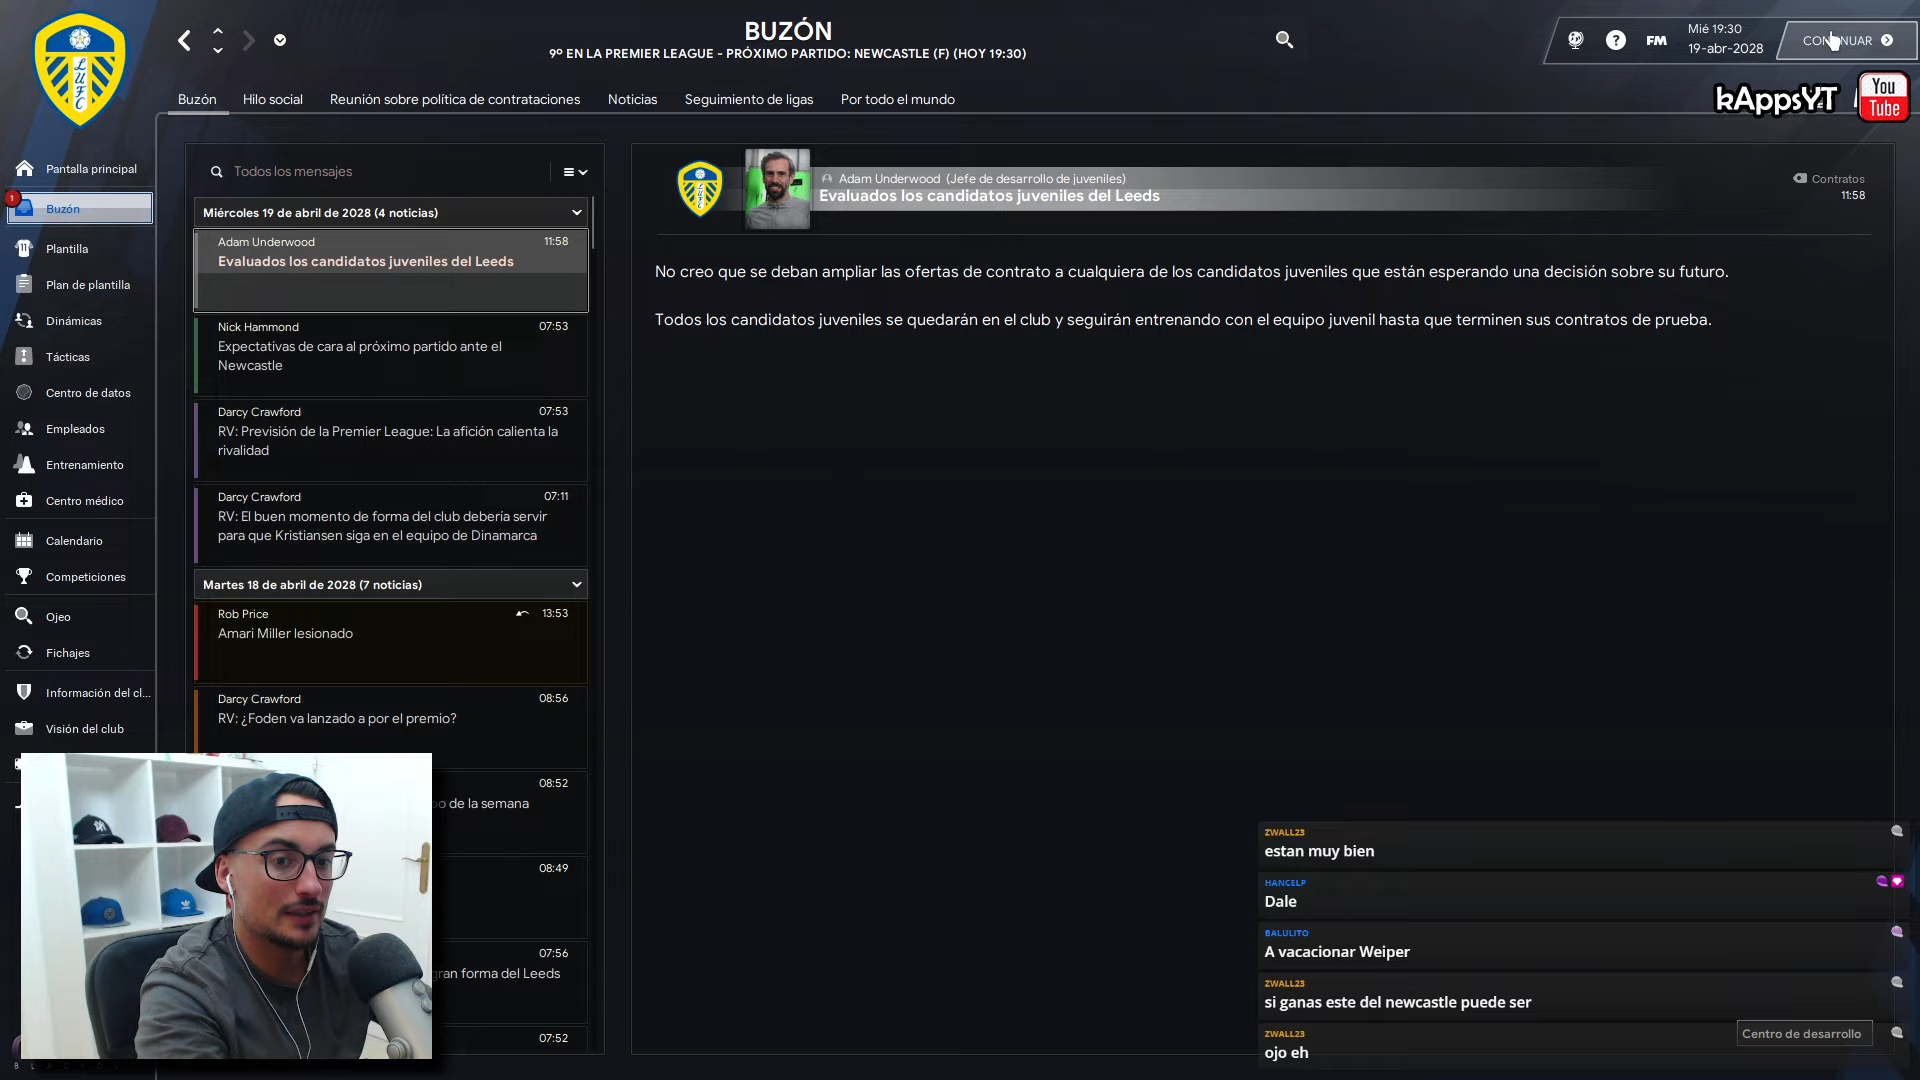 BUZÓN
9º EN LA PREMIER LEAGUE - PRÓXIMO PARTIDO: NEWCASTLE (F) (HOY 19:30)
FM
Mié 19:30
19-abr-2028
kAppsYT
You
Tube
LUFC
Buzón
Hilo social
Reunión sobre política de contrataciones
Noticias
Seguimiento de ligas
Por todo el mundo
Pantalla principal
1
Buzón
Plantilla
Plan de plantilla
Dinámicas
Tácticas
Centro de datos
Empleados
Entrenamiento
Centro médico
Calendario
Competiciones
Ojeo
Fichajes
Información del cl...
Visión del club
Todos los mensajes
Miércoles 19 de abril de 2028 (4 noticias)
Adam Underwood 11:58
Evaluados los candidatos juveniles del Leeds
Nick Hammond 07:53
Expectativas de cara al próximo partido ante el
Newcastle
Darcy Crawford 07:53
RV: Previsión de la Premier League: La afición calienta la
rivalidad
Darcy Crawford 07:11
RV: El buen momento de forma del club debería servir
para que Kristiansen siga en el equipo de Dinamarca
Martes 18 de abril de 2028 (7 noticias)
Rob Price 13:53
Amari Miller lesionado
Darcy Crawford 08:56
RV: ¿Foden va lanzado a por el premio?
08:52
de la semana
08:49
07:56
gran forma del Leeds
07:52
Adam Underwood (Jefe de desarrollo de juveniles)
Evaluados los candidatos juveniles del Leeds
Contratos
11:58
No creo que se deban ampliar las ofertas de contrato a cualquiera de los candidatos juveniles que están esperando una decisión sobre su futuro.
Todos los candidatos juveniles se quedarán en el club y seguirán entrenando con el equipo juvenil hasta que terminen sus contratos de prueba.
ZWALL23
estan muy bien
HANCELP
Dale
BALULITO
A vacacionar Weiper
ZWALL23
si ganas este del newcastle puede ser
ZWALL23
ojo eh
Centro de desarrollo